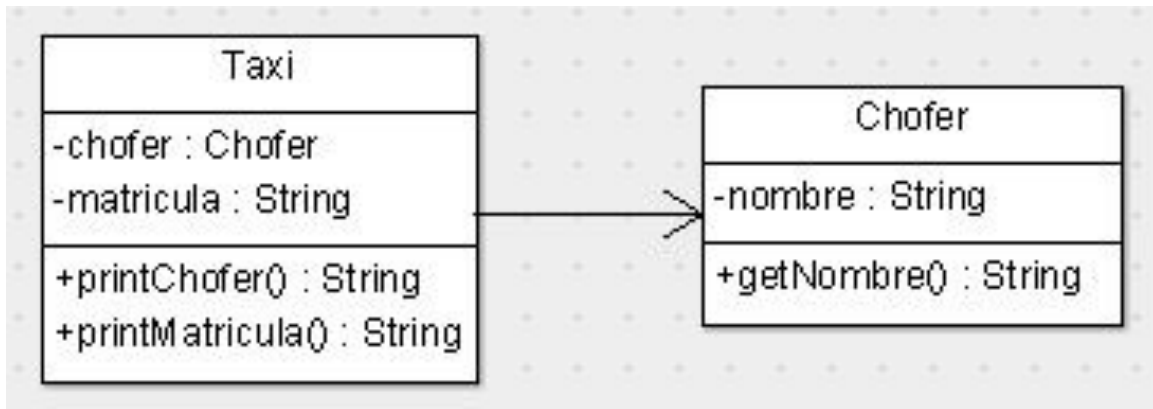 Taxi
-chofer : Chofer
-matricula : String
+printChofer() : String
+printMatricula() : String
Chofer
-nombre : String
+getNombre() : String